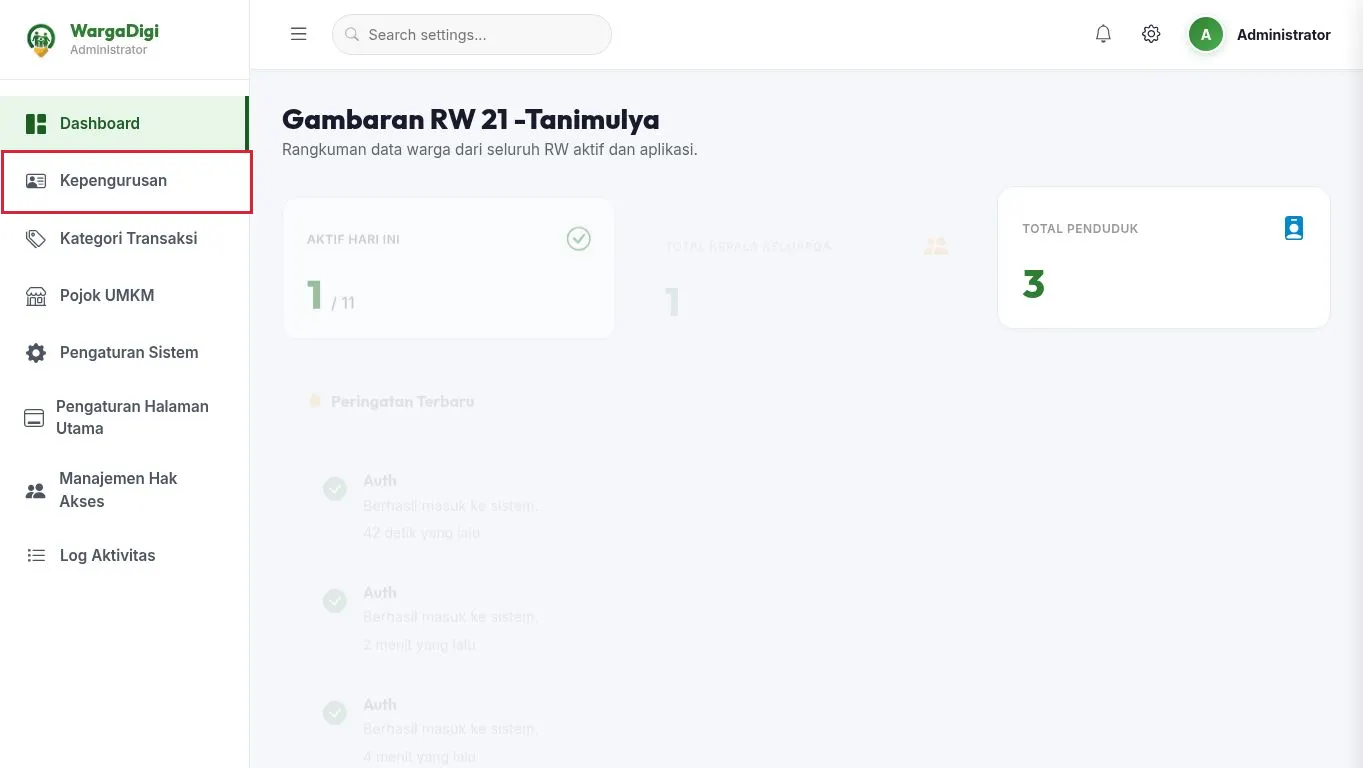 WargaDigi
Administrator
Search settings...
A
Administrator
Dashboard
Kepengurusan
Kategori Transaksi
Pojok UMKM
Pengaturan Sistem
Pengaturan Halaman
Utama
Manajemen Hak
Akses
Log Aktivitas
Gambaran RW 21 -Tanimulya
Rangkuman data warga dari seluruh RW aktif dan aplikasi.
AKTIF HARI INI
1 / 11
TOTAL KEPALA KELUARGA
1
TOTAL PENDUDUK
3
Peringatan Terbaru
Auth
Berhasil masuk ke sistem.
42 detik yang lalu
Auth
Berhasil masuk ke sistem.
2 menit yang lalu
Auth
Berhasil masuk ke sistem.
4 menit yang lalu